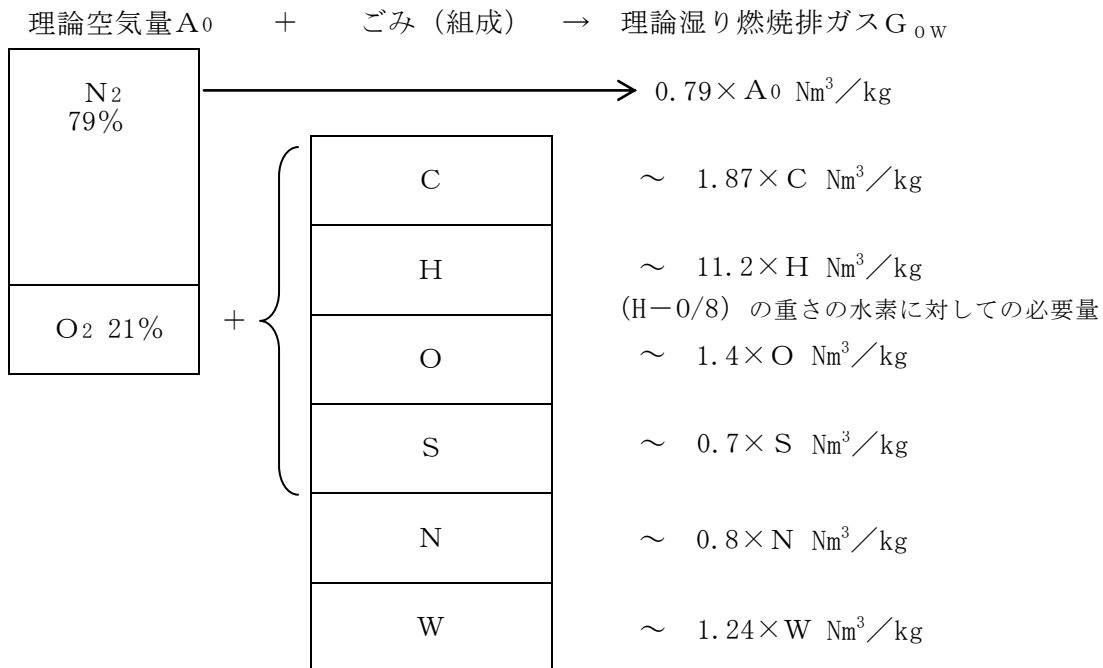 理論空気量A₀ ＋ ごみ（組成） → 理論湿り燃焼排ガスG₀w
N₂
79%
0.79×A₀ Nm³／kg
C ～ 1.87×C Nm³／kg
H ～ 11.2×H Nm³／kg
(H－O/8) の重さの水素に対しての必要量
O₂ 21% ＋
O ～ 1.4×O Nm³／kg
S ～ 0.7×S Nm³／kg
N ～ 0.8×N Nm³／kg
W ～ 1.24×W Nm³／kg